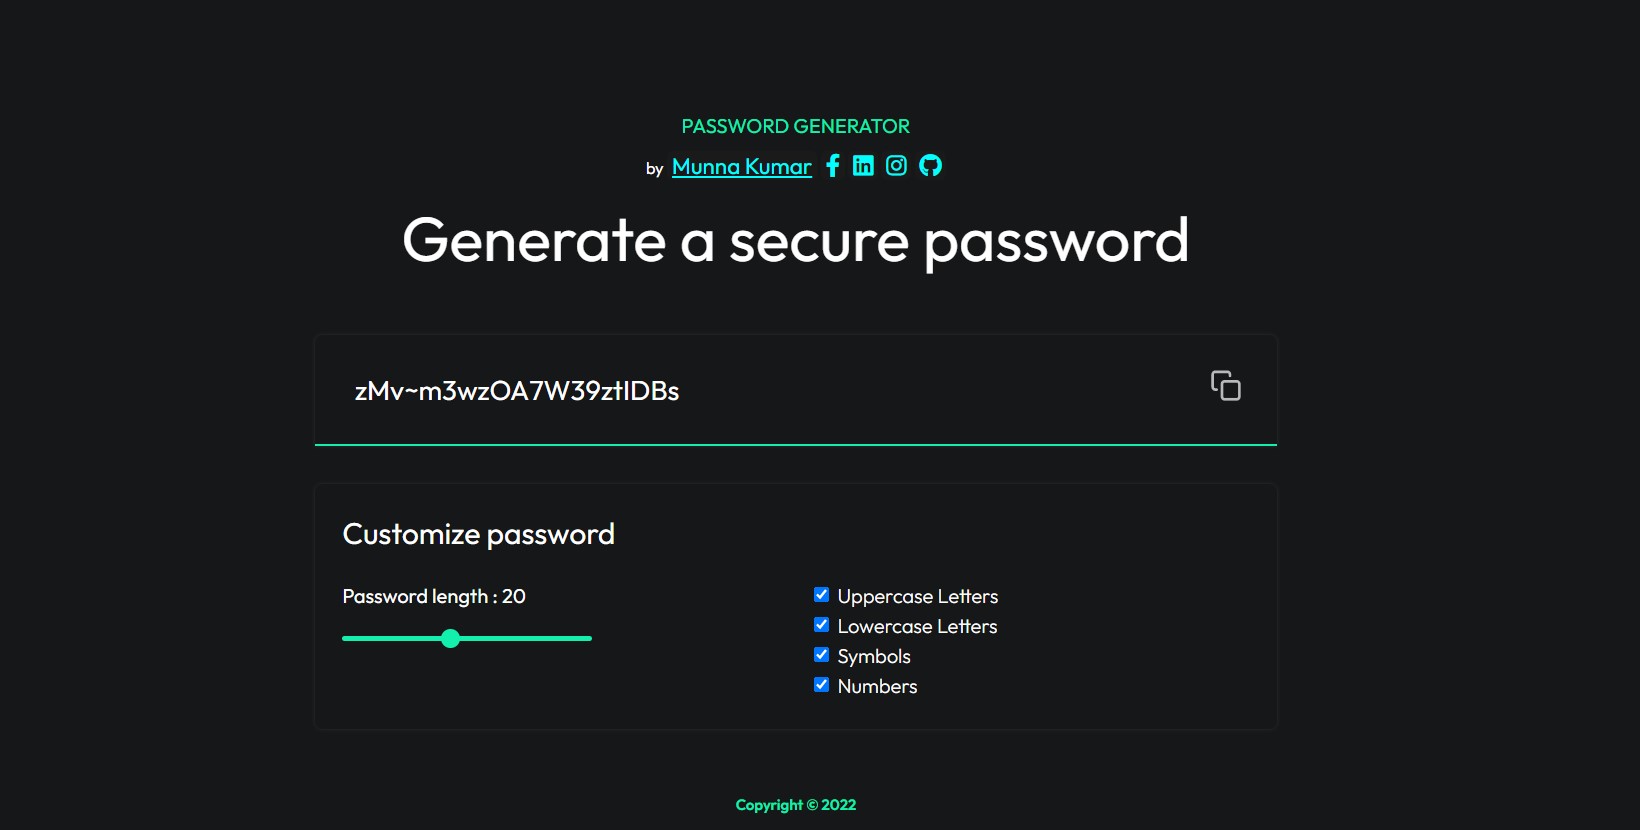 PASSWORD GENERATOR
by Munna Kumar
Generate a secure password
zMv~m3wzOA7W39ztIDBs
Customize password
Password length : 20
Uppercase Letters
Lowercase Letters
Symbols
Numbers
Copyright © 2022